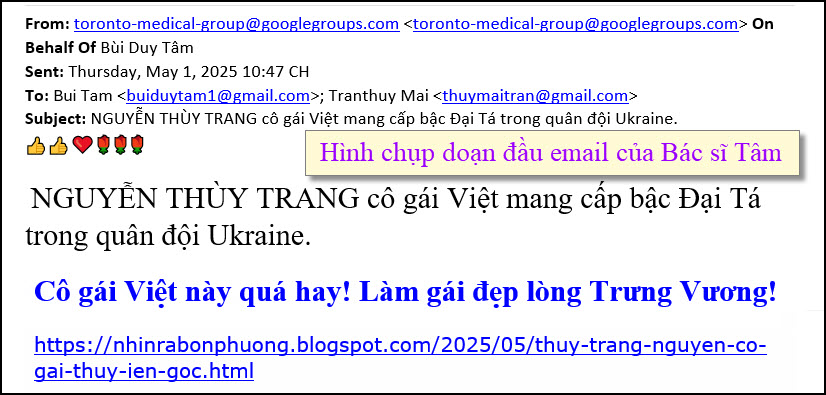 From: toronto-medical-group@googlegroups.com <toronto-medical-group@googlegroups.com> On
Behalf Of Bùi Duy Tâm
Sent: Thursday, May 1, 2025 10:47 CH
To: Bui Tam <buiduytam1@gmail.com>; Tranthuy Mai <thuymaitran@gmail.com>
Subject: NGUYỄN THÙY TRANG cô gái Việt mang cấp bậc Đại Tá trong quân đội Ukraine.
👍👍❤️🌹🌹🌹
Hình chụp doạn đầu email của Bác sĩ Tâm
NGUYỄN THÙY TRANG cô gái Việt mang cấp bậc Đại Tá
trong quân đội Ukraine.
Cô gái Việt này quá hay! Làm gái đẹp lòng Trưng Vương!
https://nhinrabonphuong.blogspot.com/2025/05/thuy-trang-nguyen-co-
gai-thuy-ien-goc.html